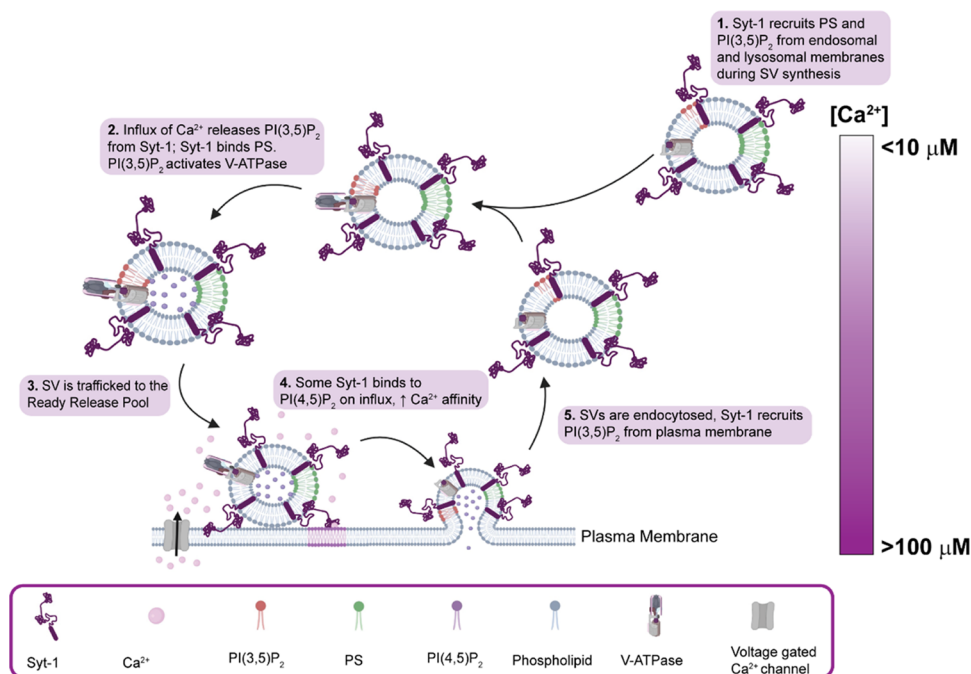 1. Syt-1 recruits PS and
PI(3,5)P₂ from endosomal
and lysosomal membranes
during SV synthesis
[Ca²⁺]
<10 μM
2. Influx of Ca²⁺ releases PI(3,5)P₂
from Syt-1; Syt-1 binds PS.
PI(3,5)P₂ activates V-ATPase
3. SV is trafficked to the
Ready Release Pool
4. Some Syt-1 binds to
PI(4,5)P₂ on influx, ↑ Ca²⁺ affinity
5. SVs are endocytosed, Syt-1 recruits
PI(3,5)P₂ from plasma membrane
Plasma Membrane
>100 μM
Syt-1
Ca²⁺
PI(3,5)P₂
PS
PI(4,5)P₂
Phospholipid
V-ATPase
Voltage gated
Ca²⁺ channel